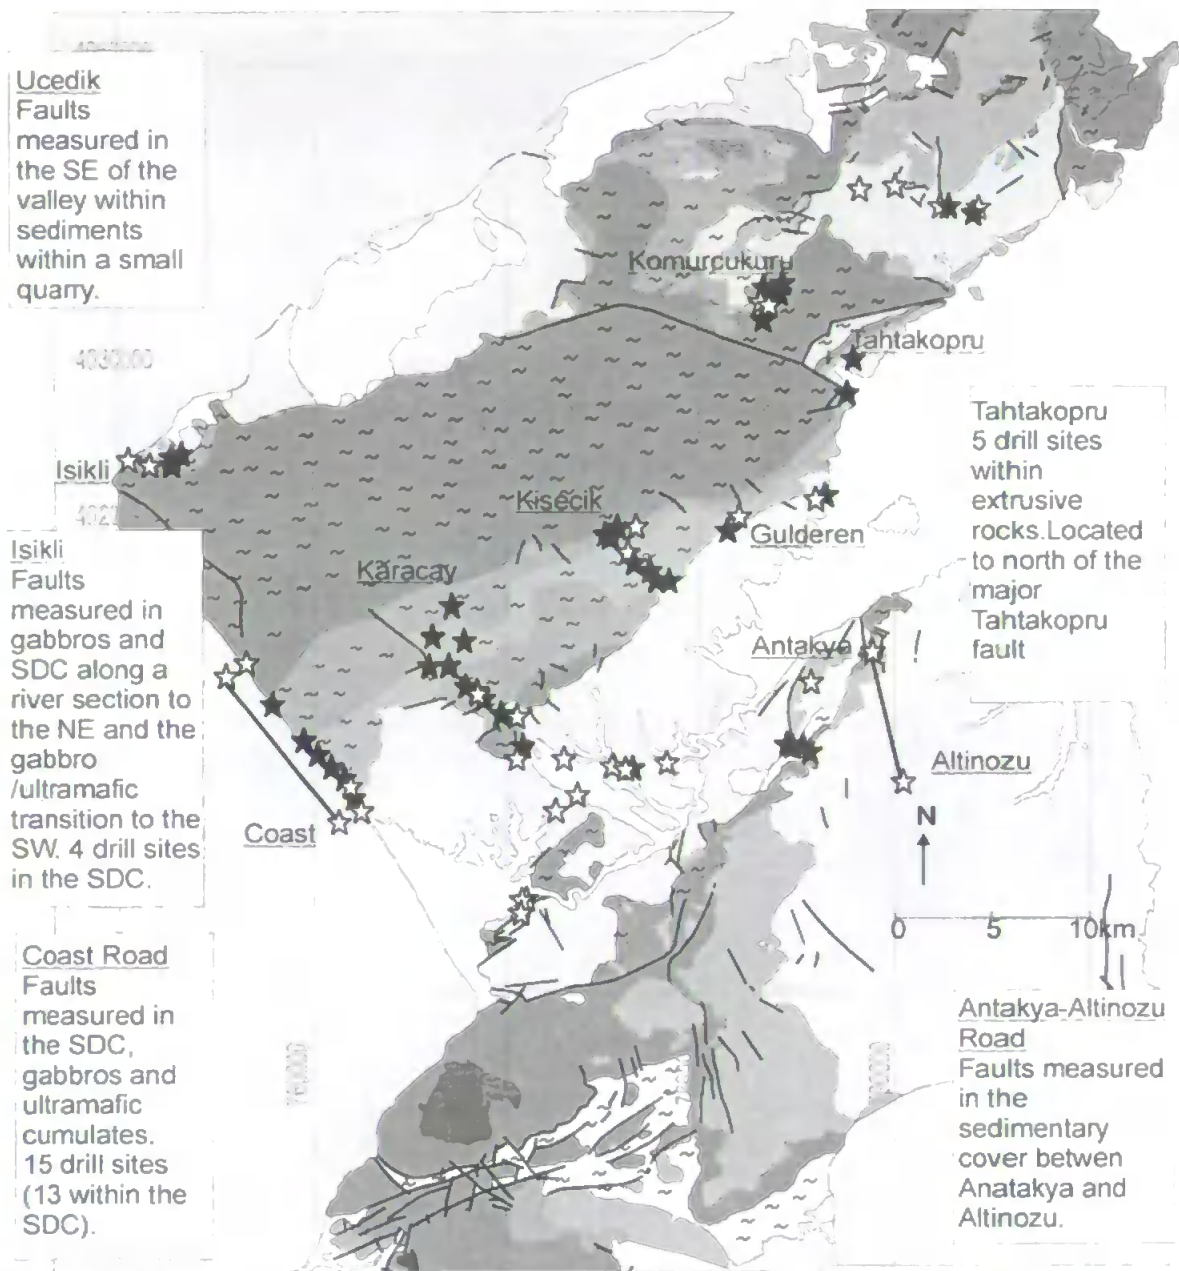 Ucedik
Faults
measured in
the SE of the
valley within
sediments
within a small
quarry.
Komurcukuru
Tahtakopru
Tahtakopru
5 drill sites
within
extrusive
rocks.Located
to north of the
major
Tahtakopru
fault
Isikli
Kisecik
Gulderen
Isikli
Faults
measured in
gabbros and
SDC along a
river section to
the NE and the
gabbro
/ultramafic
transition to the
SW. 4 drill sites
in the SDC.
Karacay
Antakya
Altinozu
Coast
N
0 5 10km
Coast Road
Faults
measured in
the SDC,
gabbros and
ultramafic
cumulates.
15 drill sites
(13 within the
SDC).
Antakya-Altinozu
Road
Faults measured
in the
sedimentary
cover betwen
Anatakya and
Altinozu.